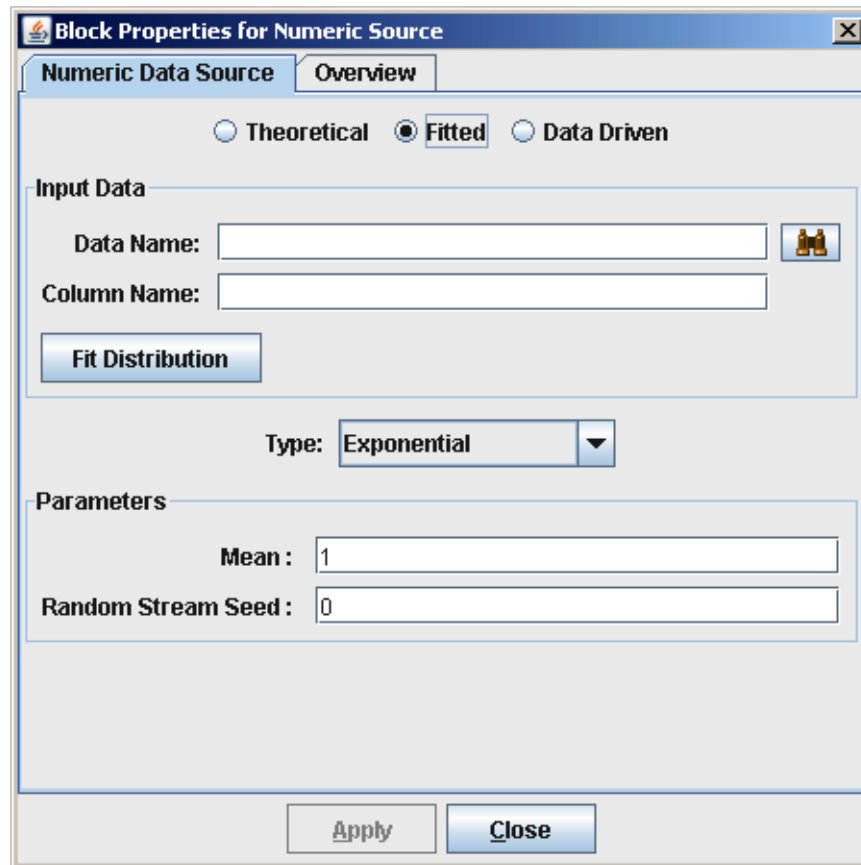 Block Properties for Numeric Source
Numeric Data Source Overview
Theoretical Fitted Data Driven
Input Data
Data Name:
Column Name:
Fit Distribution
Type: Exponential
Parameters
Mean : 1
Random Stream Seed : 0
Apply Close